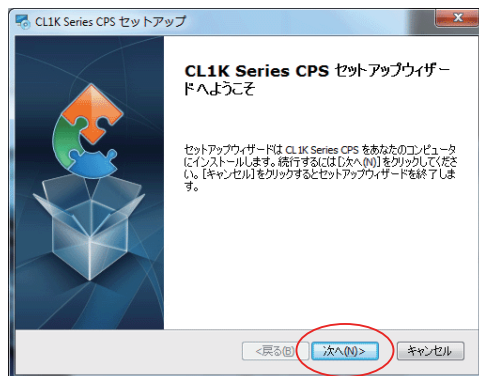 CL1K Series CPS セットアップ
CL1K Series CPS セットアップウィザー
ドへようこそ
セットアップウィザードは CL1K Series CPS をあなたのコンピュータ
にインストールします。続行するには[次へ(N)]をクリックしてくださ
い。[キャンセル]をクリックするとセットアップウィザードを終了しま
す。
<戻る(B)
次へ(N)>
キャンセル